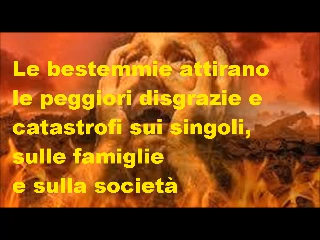 Le bestemmie attirano
le peggiori disgrazie e
catastrofi sui singoli,
sulle famiglie
e sulla società